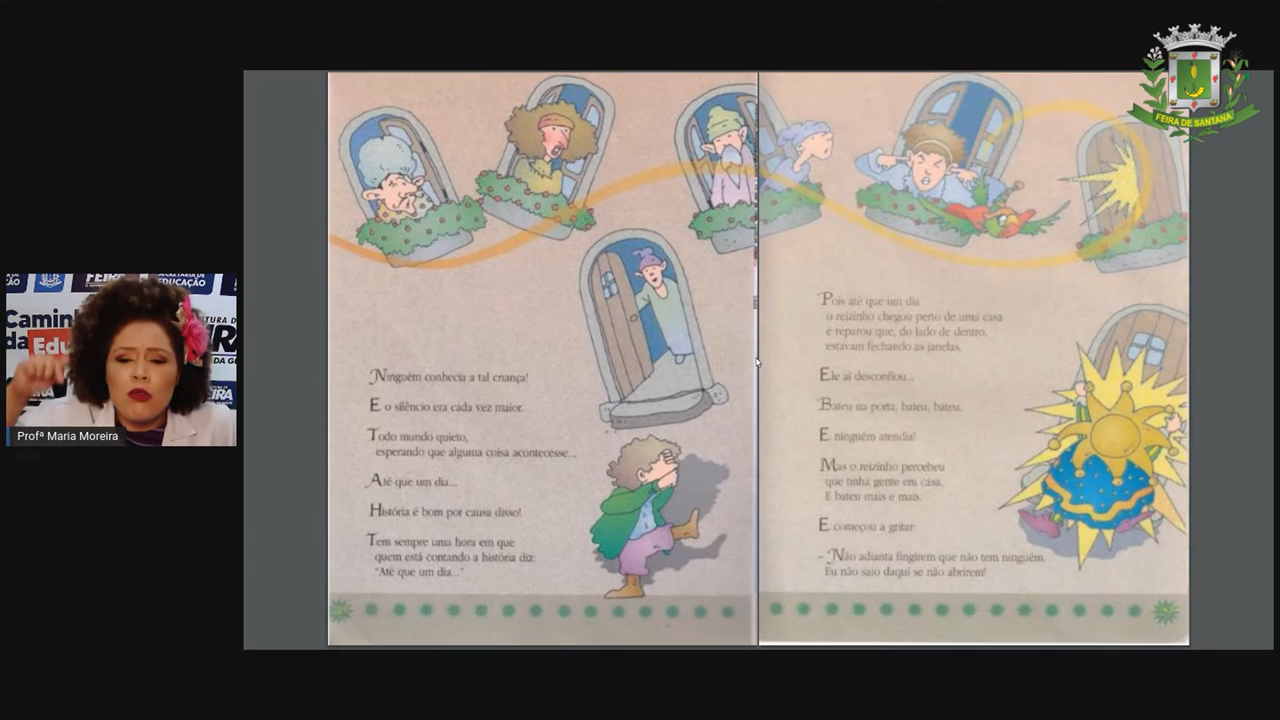 FEIRA DE SANTANA
Ninguém conhecia a tal criança!
E o silêncio era cada vez maior.
Todo mundo quieto,
esperando que alguma coisa acontecesse...
Até que um dia...
História é bom por causa disso!
Tem sempre uma hora em que
quem está contando a história diz:
"Até que um dia..."
Pois até que um dia
o reizinho chegou perto de uma casa
e reparou que, do lado de dentro,
estavam fechando as janelas.
Ele aí desconfiou...
Bateu na porta, bateu, bateu.
E ninguém atendia!
Mas o reizinho percebeu
que tinha gente em casa.
E bateu mais e mais.
E começou a gritar:
– Não adianta fingirem que não tem ninguém.
Eu não saio daqui se não abrirem!
EDUCAÇÃO
Camin
da Edu
Profª Maria Moreira